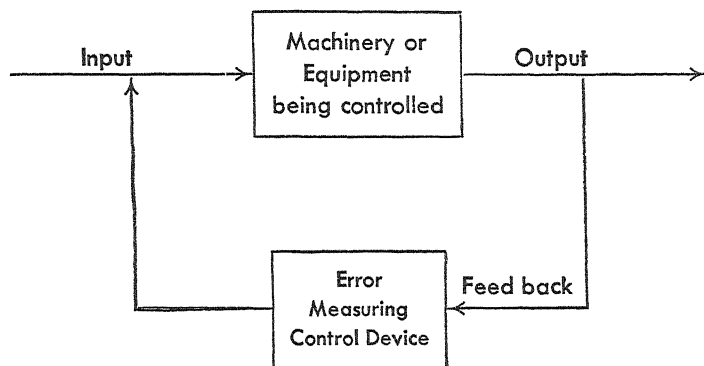 Input
Machinery or
Equipment
being controlled
Output
Error
Measuring
Control Device
Feed back